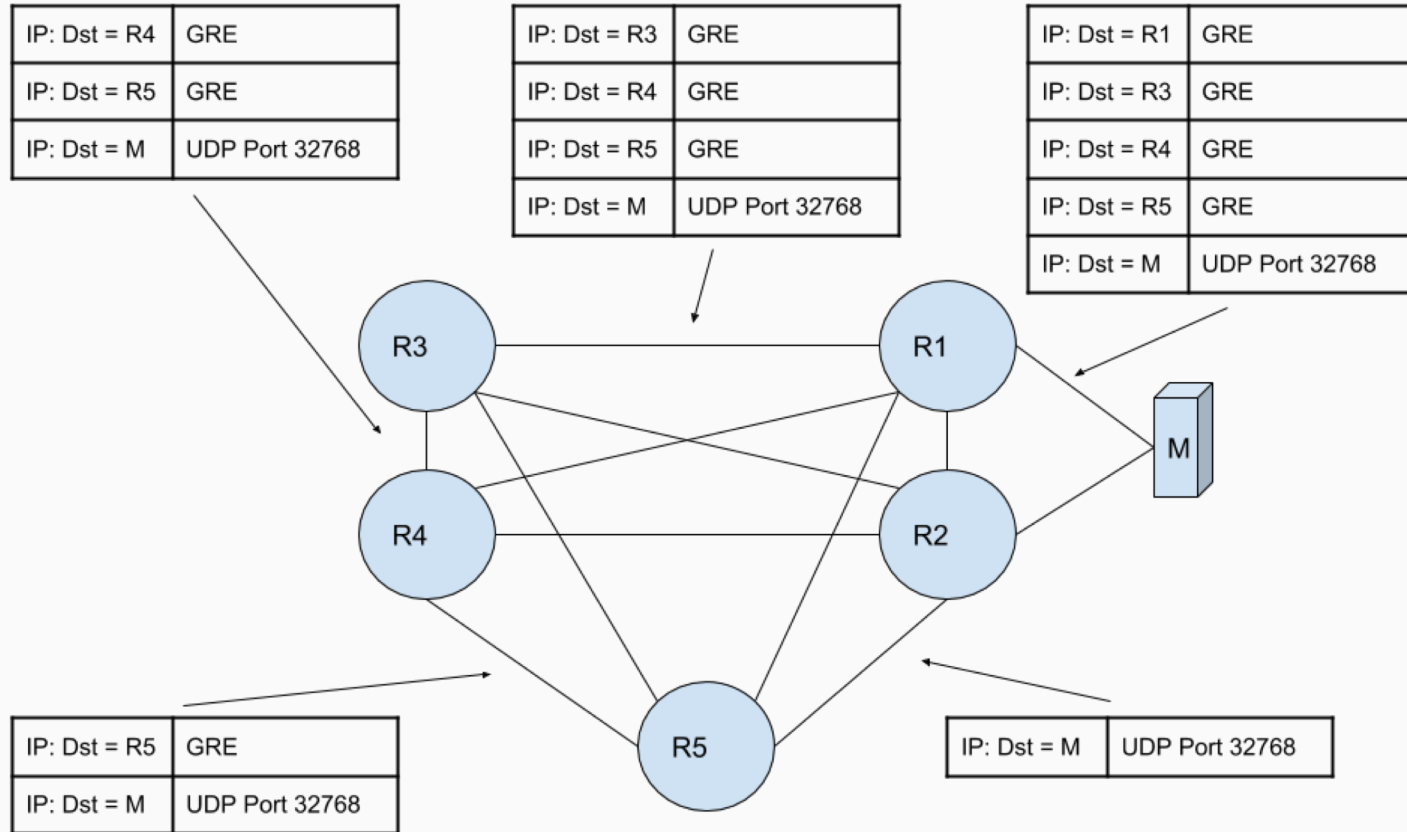 IP: Dst = R4 GRE
IP: Dst = R5 GRE
IP: Dst = M UDP Port 32768
IP: Dst = R3 GRE
IP: Dst = R4 GRE
IP: Dst = R5 GRE
IP: Dst = M UDP Port 32768
IP: Dst = R1 GRE
IP: Dst = R3 GRE
IP: Dst = R4 GRE
IP: Dst = R5 GRE
IP: Dst = M UDP Port 32768
R3
R1
M
R4
R2
R5
IP: Dst = R5 GRE
IP: Dst = M UDP Port 32768
IP: Dst = M UDP Port 32768